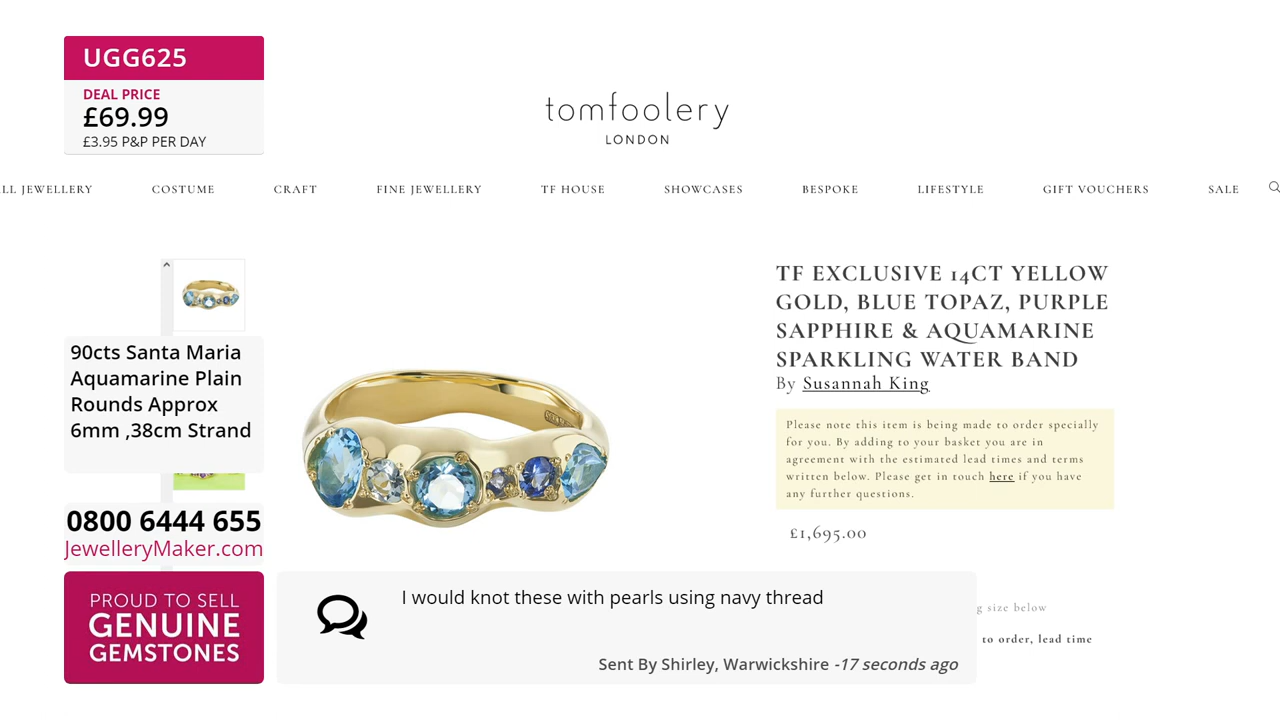 UGG625
DEAL PRICE
£69.99
£3.95 P&P PER DAY
tomfoolery
LONDON
LL JEWELLERY COSTUME CRAFT FINE JEWELLERY TF HOUSE SHOWCASES BESPOKE LIFESTYLE GIFT VOUCHERS SALE
TF EXCLUSIVE 14CT YELLOW
GOLD, BLUE TOPAZ, PURPLE
SAPPHIRE & AQUAMARINE
SPARKLING WATER BAND
By Susannah King
Please note this item is being made to order specially
for you. By adding to your basket you are in
agreement with the estimated lead times and terms
written below. Please get in touch here if you have
any further questions.
£1,695.00
g size below
to order, lead time
90cts Santa Maria
Aquamarine Plain
Rounds Approx
6mm ,38cm Strand
0800 6444 655
JewelleryMaker.com
PROUD TO SELL
GENUINE
GEMSTONES
I would knot these with pearls using navy thread
Sent By Shirley, Warwickshire -17 seconds ago